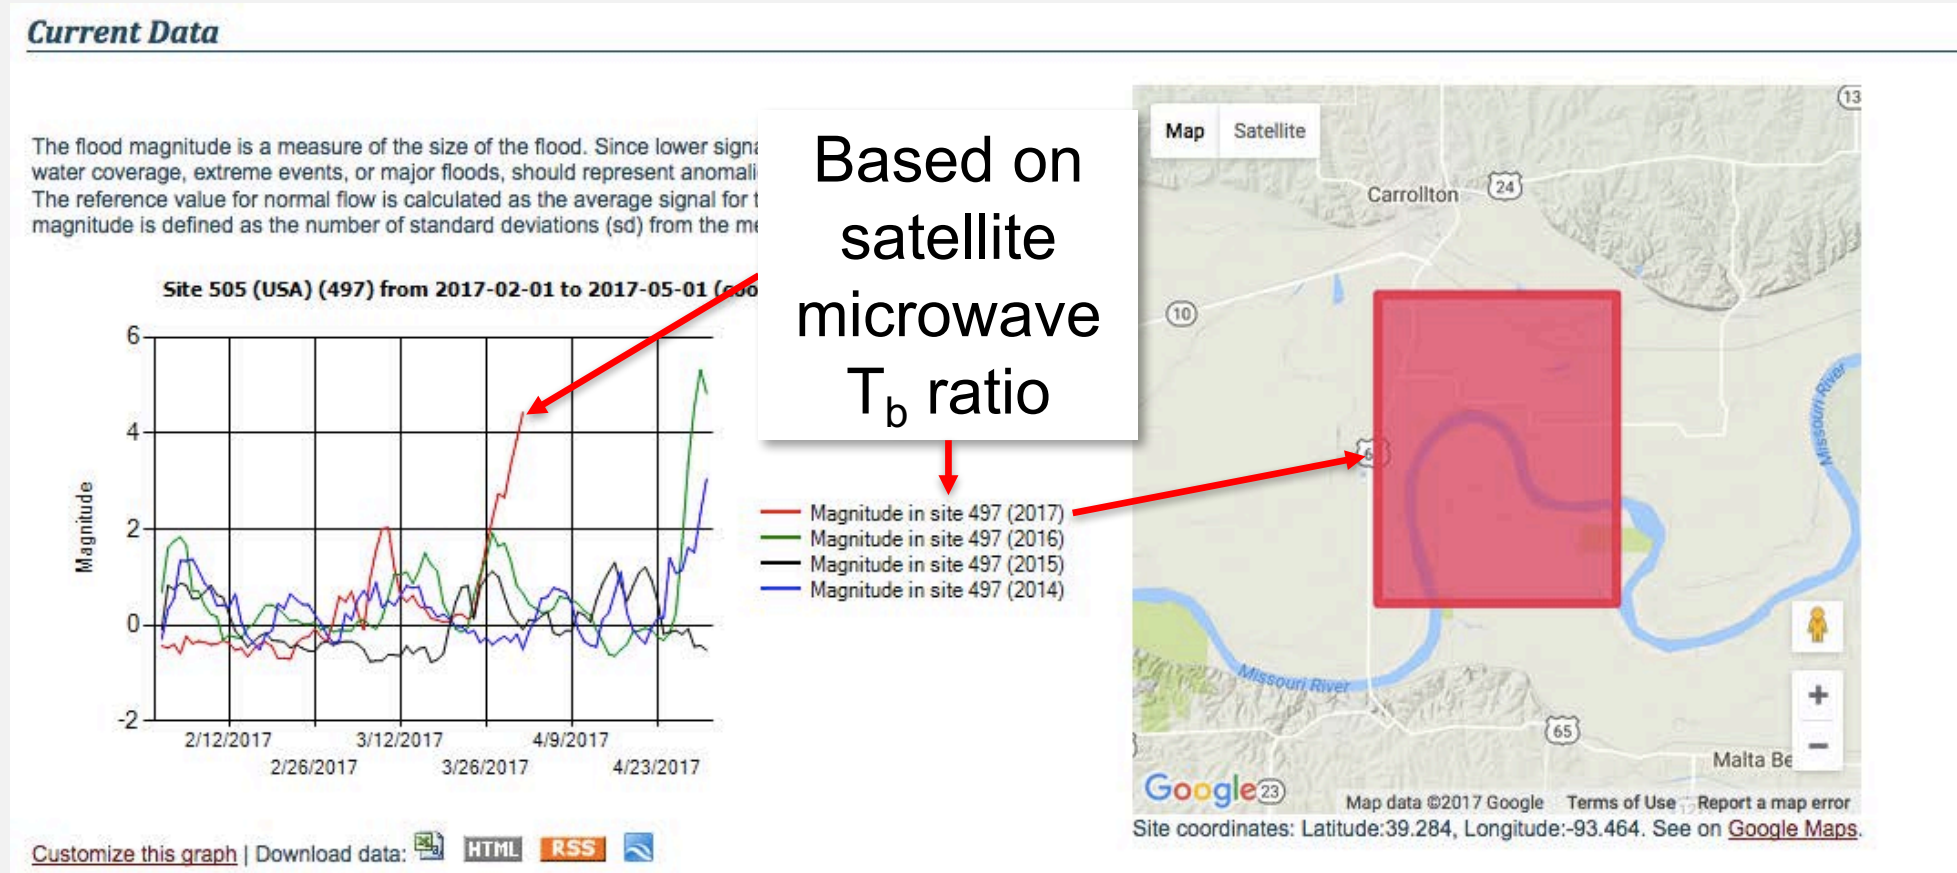 Current Data
The flood magnitude is a measure of the size of the flood. Since lower
water coverage, extreme events, or major floods, should represent
The reference value for normal flow is calculated as the average signal for
magnitude is defined as the number of standard deviations (sd) from the
Based on
satellite
microwave
Tb ratio
Site 505 (USA) (497) from 2017-02-01 to 2017-05-01
6
4
2
0
-2
Magnitude
2/12/2017
3/12/2017
4/9/2017
2/26/2017
3/26/2017
4/23/2017
Magnitude in site 497 (2017)
Magnitude in site 497 (2016)
Magnitude in site 497 (2015)
Magnitude in site 497 (2014)
Customize this graph | Download data:
HTML
RSS
Map Satellite
13
Carrollton
24
10
Missouri River
6
Missouri River
65
Malta
+
−
Google
23
Map data ©2017 Google Terms of Use Report a map error
Site coordinates: Latitude:39.284, Longitude:-93.464. See on Google Maps.